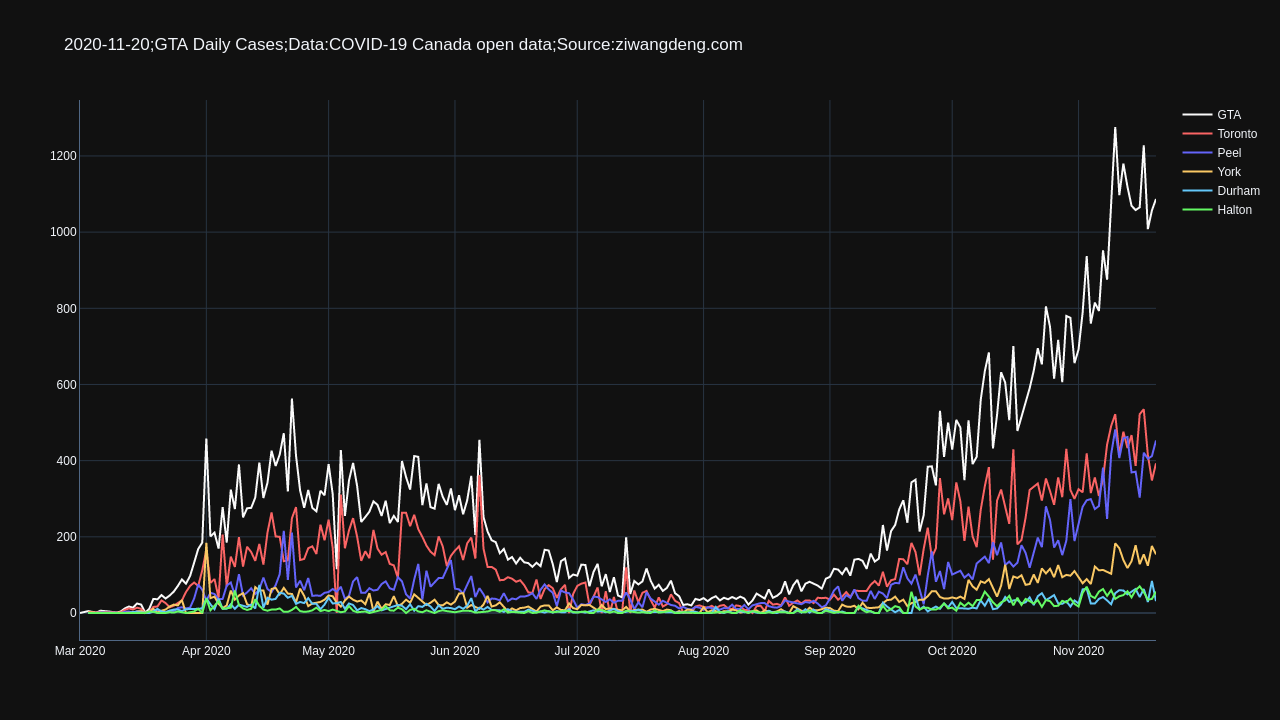 2020-11-20;GTA Daily Cases;Data:COVID-19 Canada open data;Source:ziwangdeng.com
GTA
Toronto
Peel
York
Durham
Halton
1200
1000
800
600
400
200
0
Mar 2020 Apr 2020 May 2020 Jun 2020 Jul 2020 Aug 2020 Sep 2020 Oct 2020 Nov 2020